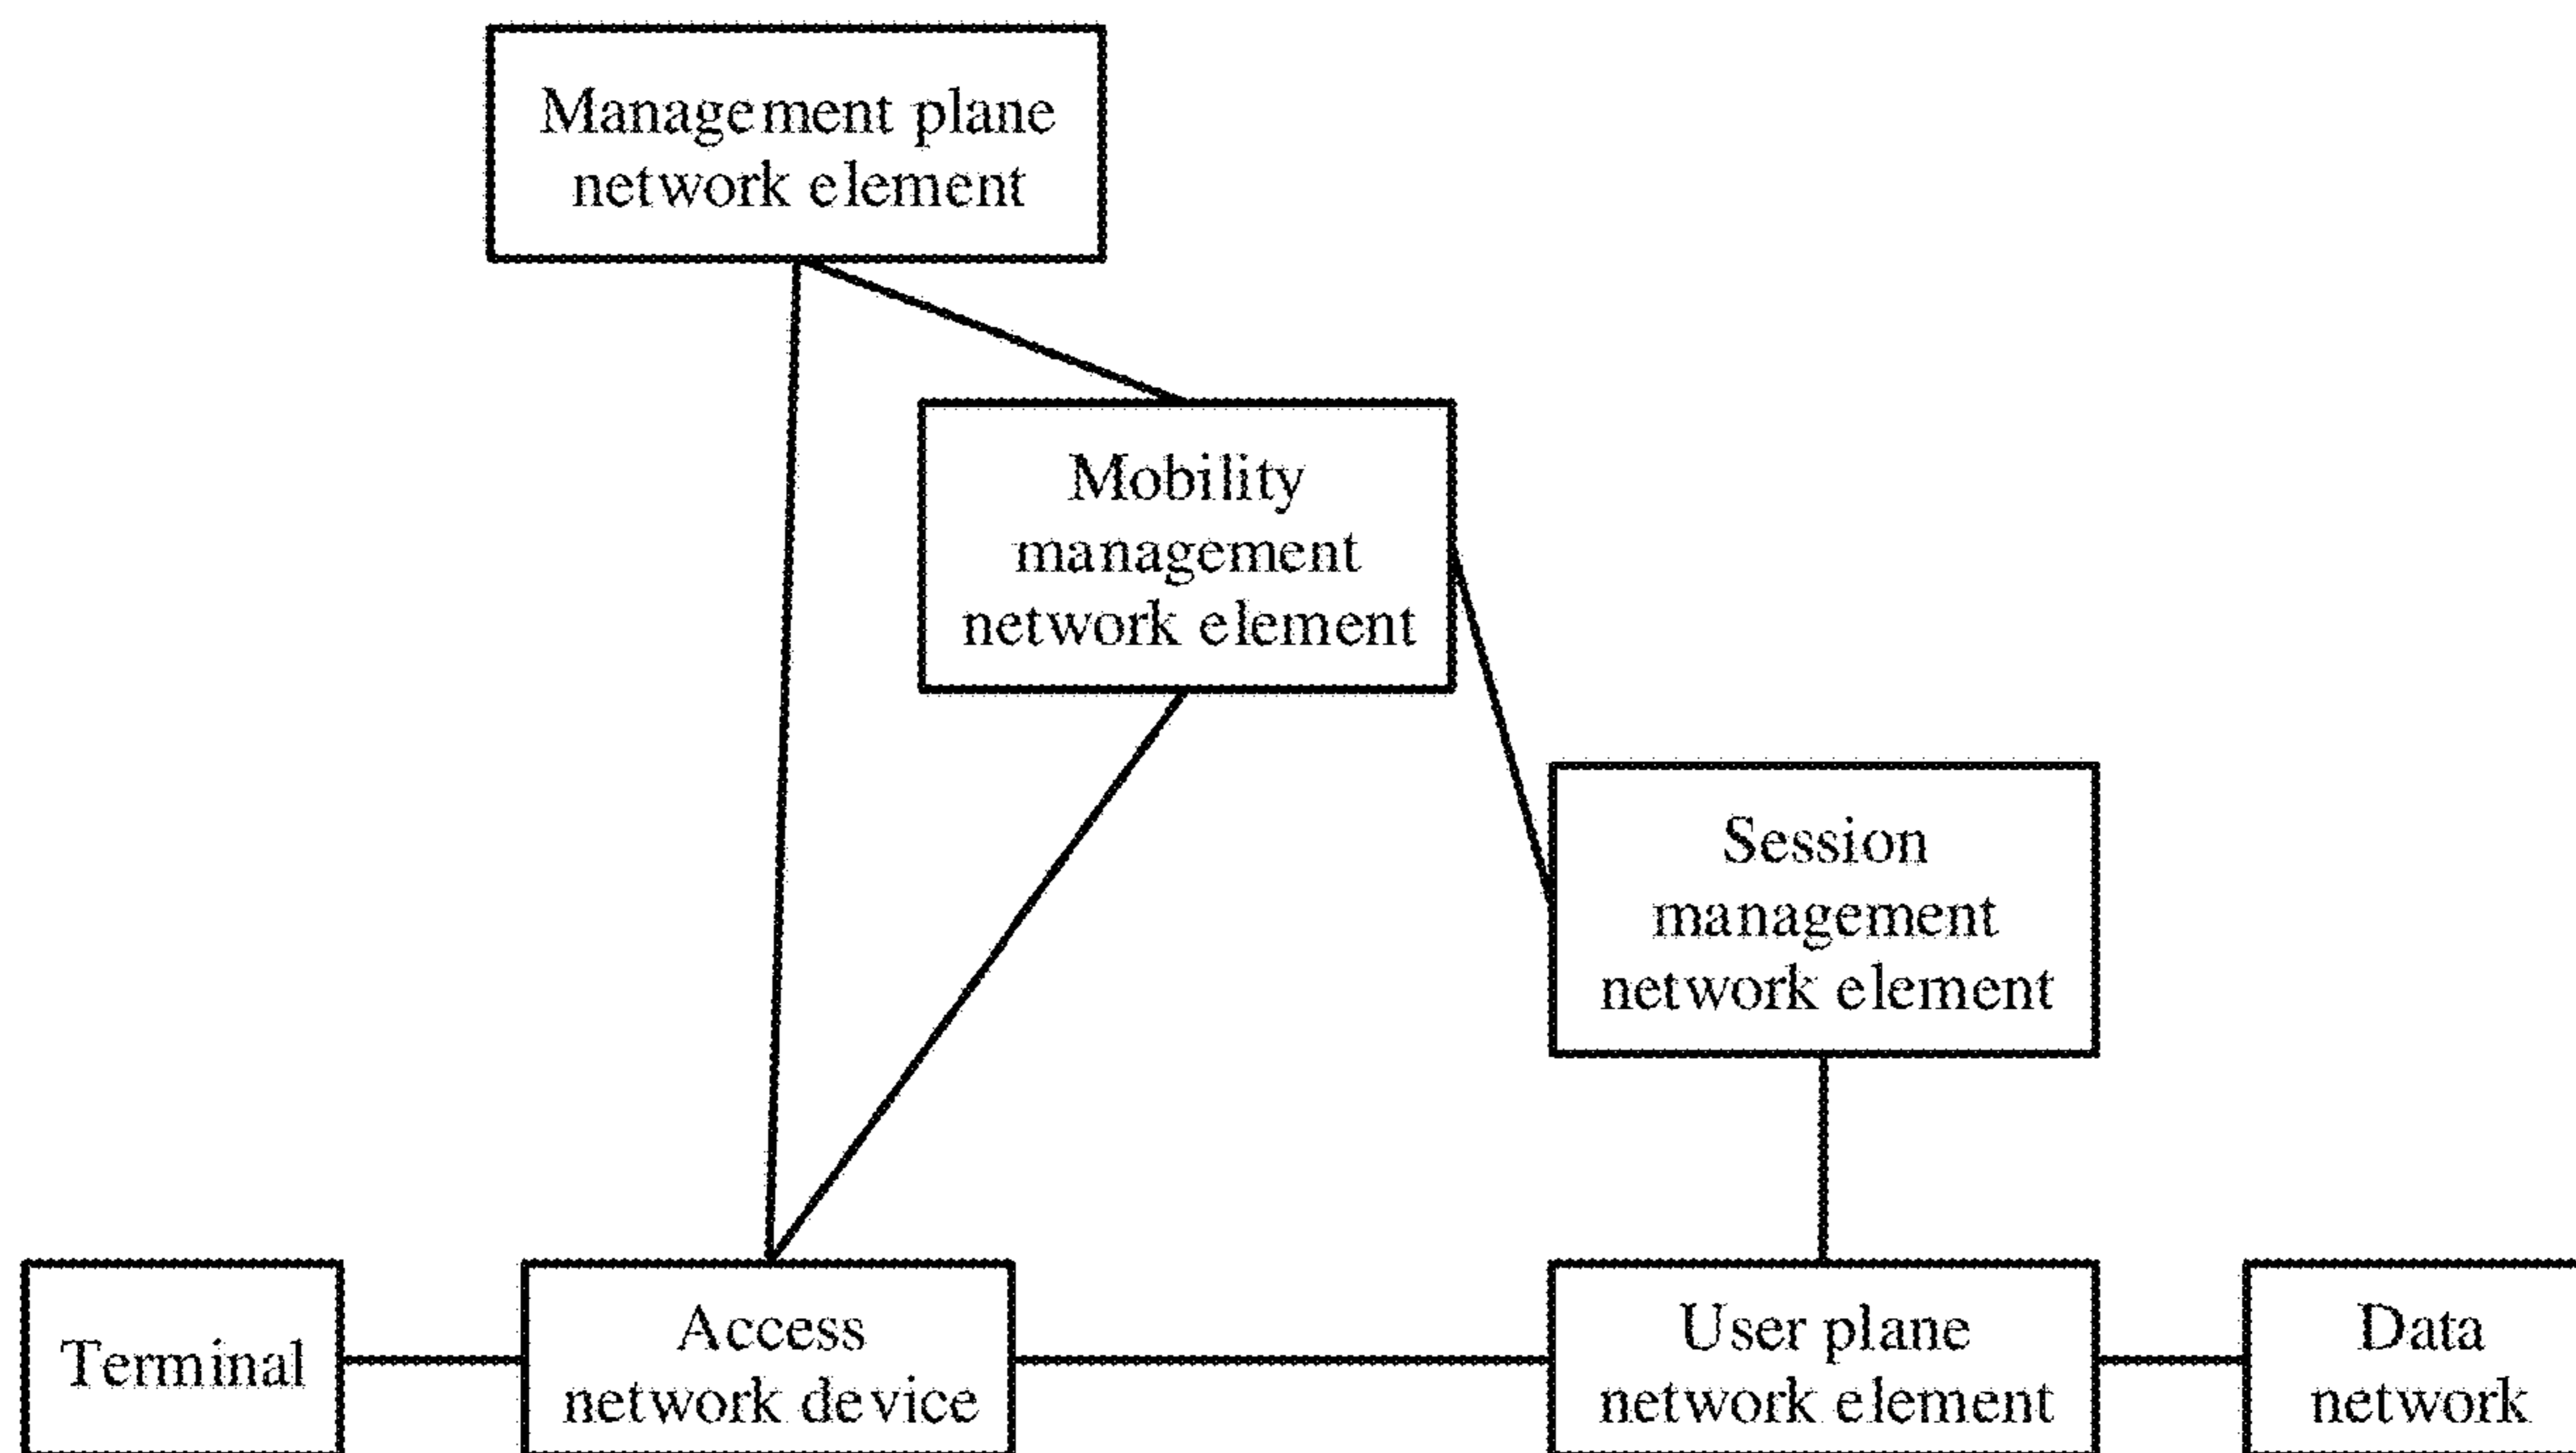 Management plane
network element
Mobility
management
network element
Session
management
network element
Terminal
Access
network device
User plane
network element
Data
network